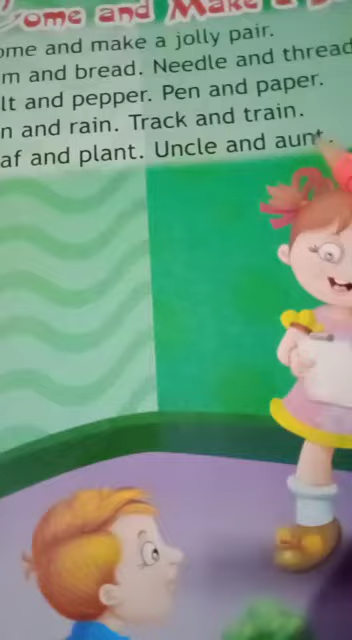 ome and Make a
ome and make a jolly pair.
m and bread. Needle and thread
lt and pepper. Pen and paper.
n and rain. Track and train.
af and plant. Uncle and aunt.